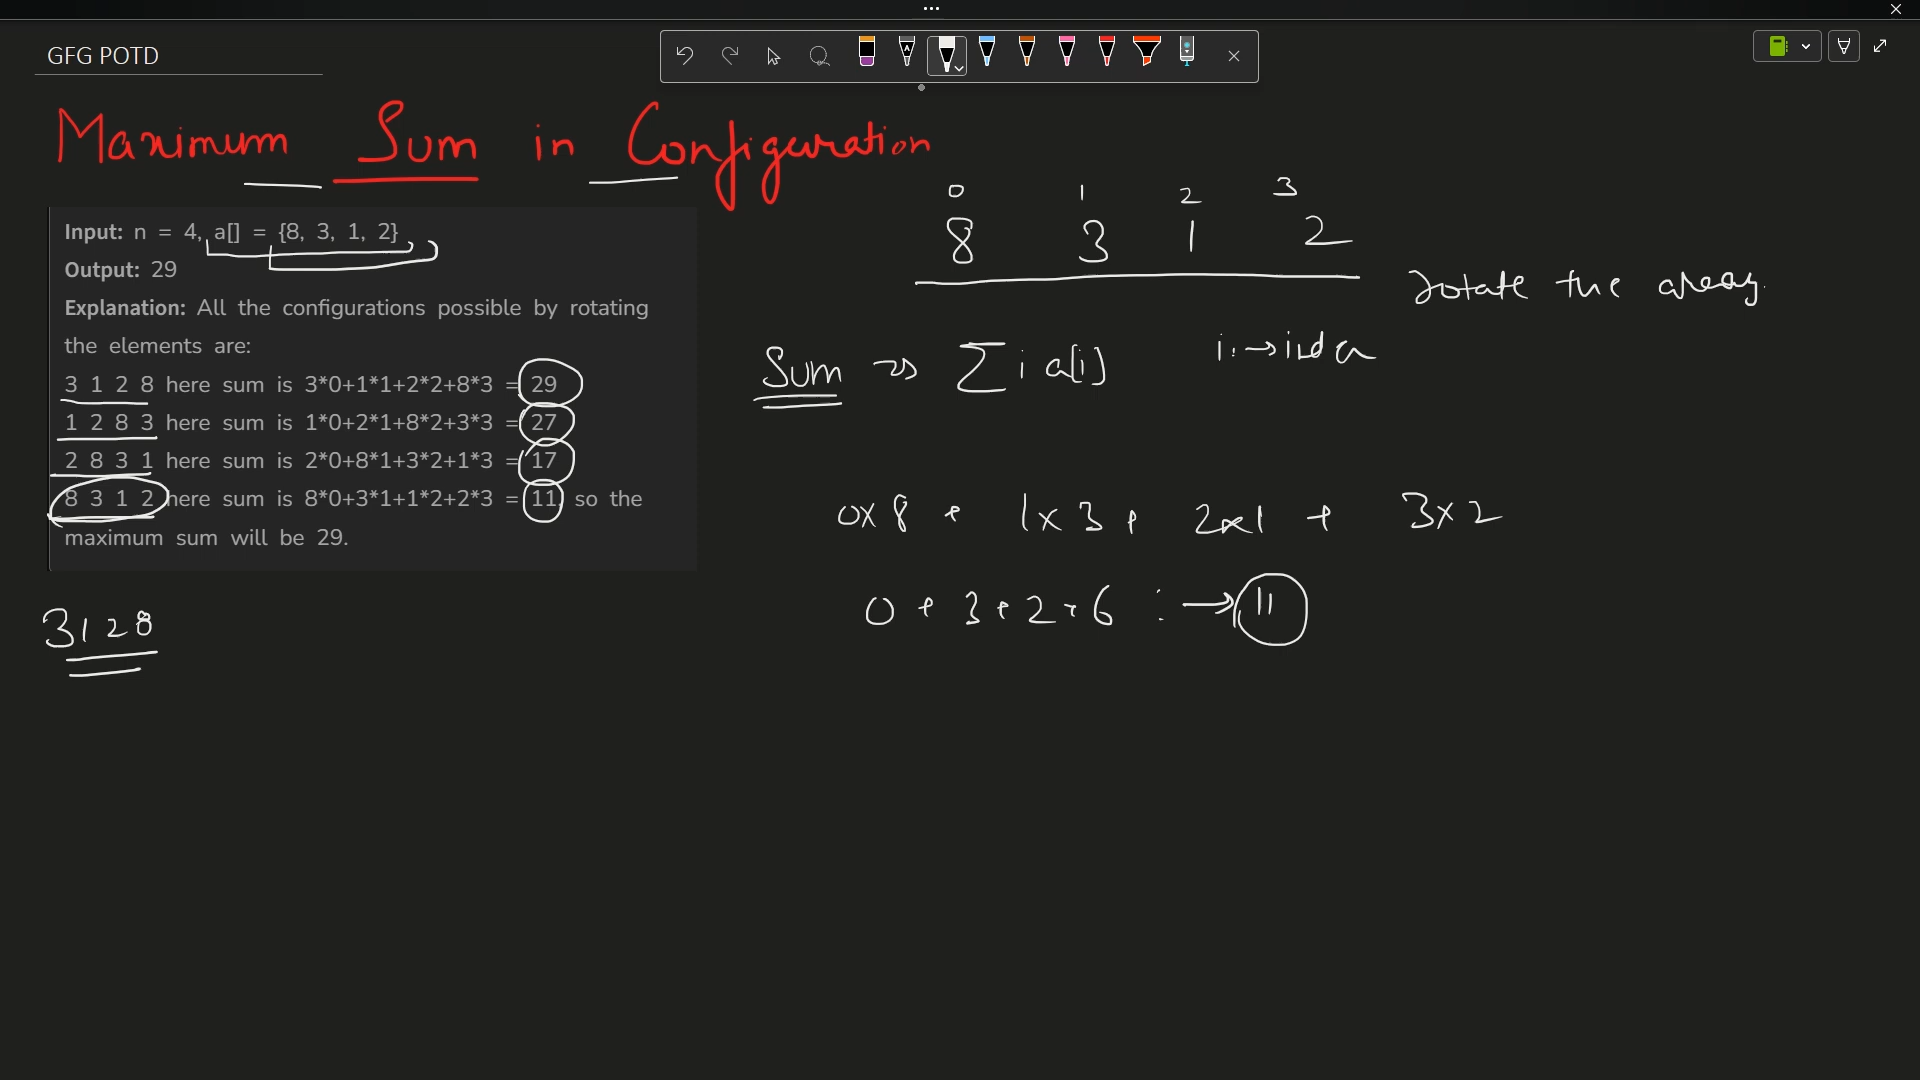 GFG POTD
Maximum Sum in Configuration
Input: n = 4, a[] = {8, 3, 1, 2}
Output: 29
Explanation: All the configurations possible by rotating
the elements are:
3 1 2 8 here sum is 3*0+1*1+2*2+8*3 = 29
1 2 8 3 here sum is 1*0+2*1+8*2+3*3 = 27
2 8 3 1 here sum is 2*0+8*1+3*2+1*3 = 17
8 3 1 2 here sum is 8*0+3*1+1*2+2*3 = 11, so the
maximum sum will be 29.
3 1 2 8
0 1 2 3
8 3 1 2
rotate the array
Sum ⇒ ∑ i a[i]
0x8 + 1x3 + 2x1 + 3x2
0 + 3 + 2 + 6 : → 11